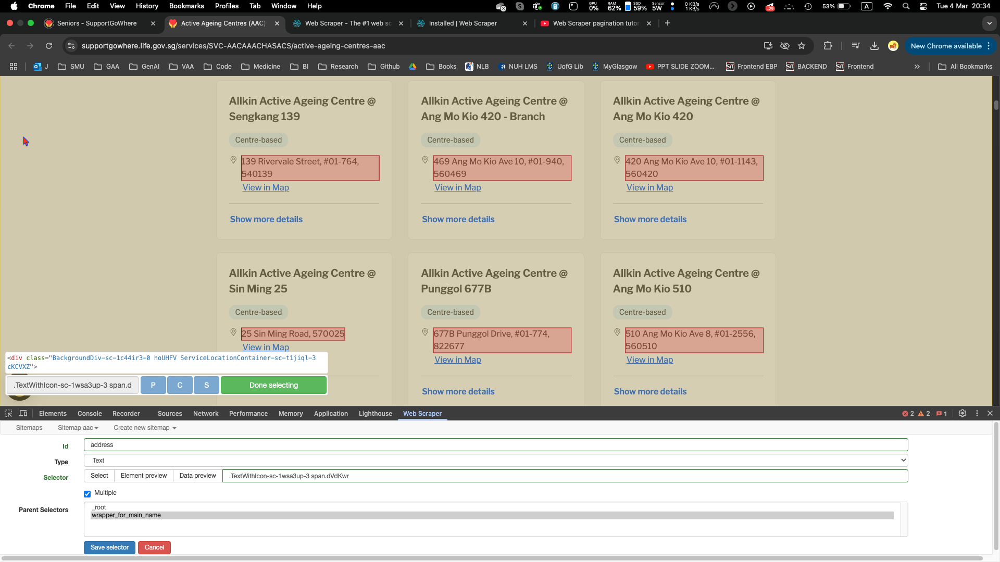 Chrome File Edit View History Bookmarks Profiles Tab Window Help
GPU 0% RAM 62% SSD 59% Sensor 5W 0 KB/s 1 KB/s 29 53% A Tue 4 Mar 20:34
Seniors - SupportGoWhere
Active Ageing Centres (AAC)
Web Scraper - The #1 web sc
Installed | Web Scraper
Web Scraper pagination tutor
supportgowhere.life.gov.sg/services/SVC-AACAAACHASACS/active-ageing-centres-aac
New Chrome available
J SMU GAA GenAI VAA Code Medicine BI Research Github Books NLB NUH LMS UofG Lib MyGlasgow PPT SLIDE ZOOM... SiT Frontend EBP SiT BACKEND SiT Frontend » All Bookmarks
Allkin Active Ageing Centre @
Sengkang 139
Centre-based
139 Rivervale Street, #01-764,
540139
View in Map
Show more details
Allkin Active Ageing Centre @
Ang Mo Kio 420 - Branch
Centre-based
469 Ang Mo Kio Ave 10, #01-940,
560469
View in Map
Show more details
Allkin Active Ageing Centre @
Ang Mo Kio 420
Centre-based
420 Ang Mo Kio Ave 10, #01-1143,
560420
View in Map
Show more details
Allkin Active Ageing Centre @
Sin Ming 25
Centre-based
25 Sin Ming Road, 570025
View in Map
Allkin Active Ageing Centre @
Punggol 677B
Centre-based
677B Punggol Drive, #01-774,
822677
View in Map
Show more details
Allkin Active Ageing Centre @
Ang Mo Kio 510
Centre-based
510 Ang Mo Kio Ave 8, #01-2556,
560510
View in Map
Show more details
<div class="BackgroundDiv-sc-1c44ir3-0 hoUHFV ServiceLocationContainer-sc-t1jiql-3
cKCVXZ">
.TextWithIcon-sc-1wsa3up-3 span.d P C S Done selecting
Elements Console Recorder Sources Network Performance Memory Application Lighthouse Web Scraper 2 2 1
Sitemaps Sitemap aac Create new sitemap
Id address
Type Text
Selector Select Element preview Data preview .TextWithIcon-sc-1wsa3up-3 span.dVdKwr
Multiple
Parent Selectors _root
wrapper_for_main_name
Save selector Cancel